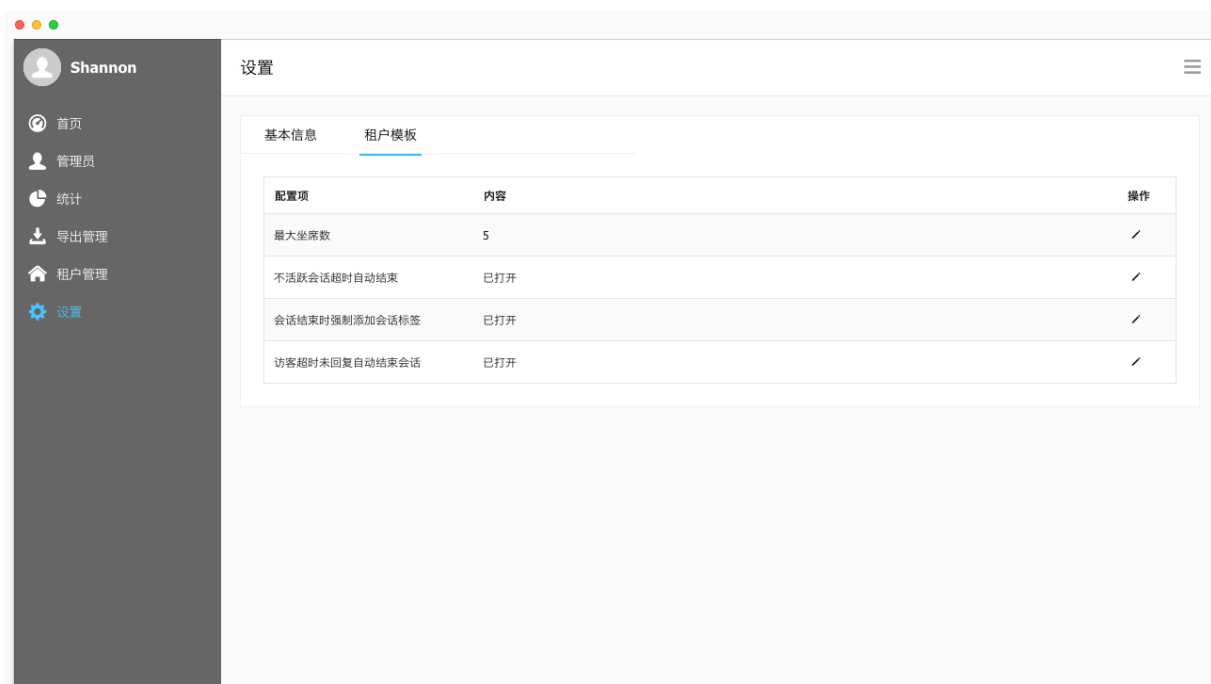 Shannon
设置
首页
管理员
统计
导出管理
租户管理
设置
基本信息 租户模板
配置项 内容 操作
最大坐席数 5
不活跃会话超时自动结束 已打开
会话结束时强制添加会话标签 已打开
访客超时未回复自动结束会话 已打开